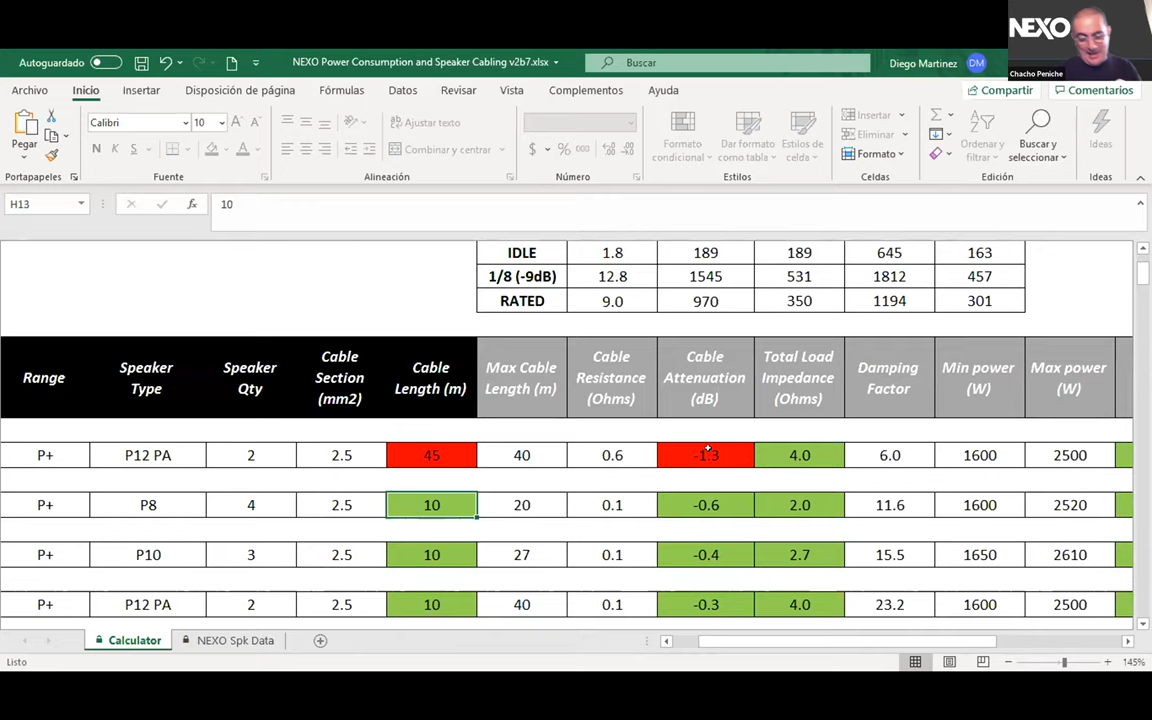 NEXO
Chacho Peniche
Autoguardado
NEXO Power Consumption and Speaker Cabling v2b7.xlsx
Buscar
Diego Martinez
DM
Archivo Inicio Insertar Disposición de página Fórmulas Datos Revisar Vista Complementos Ayuda
Compartir Comentarios
Pegar
Calibri 10
N K S
Ajustar texto
Combinar y centrar
$ % 000
Formato condicional
Dar formato como tabla
Estilos de celda
Insertar
Eliminar
Formato
Ordenar y filtrar
Buscar y seleccionar
Ideas
Portapapeles Fuente Alineación Número Estilos Celdas Edición Ideas
H13 fx 10
IDLE 1.8 189 189 645 163
1/8 (-9dB) 12.8 1545 531 1812 457
RATED 9.0 970 350 1194 301
Range Speaker Type Speaker Qty Cable Section (mm2) Cable Length (m) Max Cable Length (m) Cable Resistance (Ohms) Cable Attenuation (dB) Total Load Impedance (Ohms) Damping Factor Min power (W) Max power (W)
P+ P12 PA 2 2.5 45 40 0.6 -1.3 4.0 6.0 1600 2500
P+ P8 4 2.5 10 20 0.1 -0.6 2.0 11.6 1600 2520
P+ P10 3 2.5 10 27 0.1 -0.4 2.7 15.5 1650 2610
P+ P12 PA 2 2.5 10 40 0.1 -0.3 4.0 23.2 1600 2500
Calculator NEXO Spk Data
Listo
145%